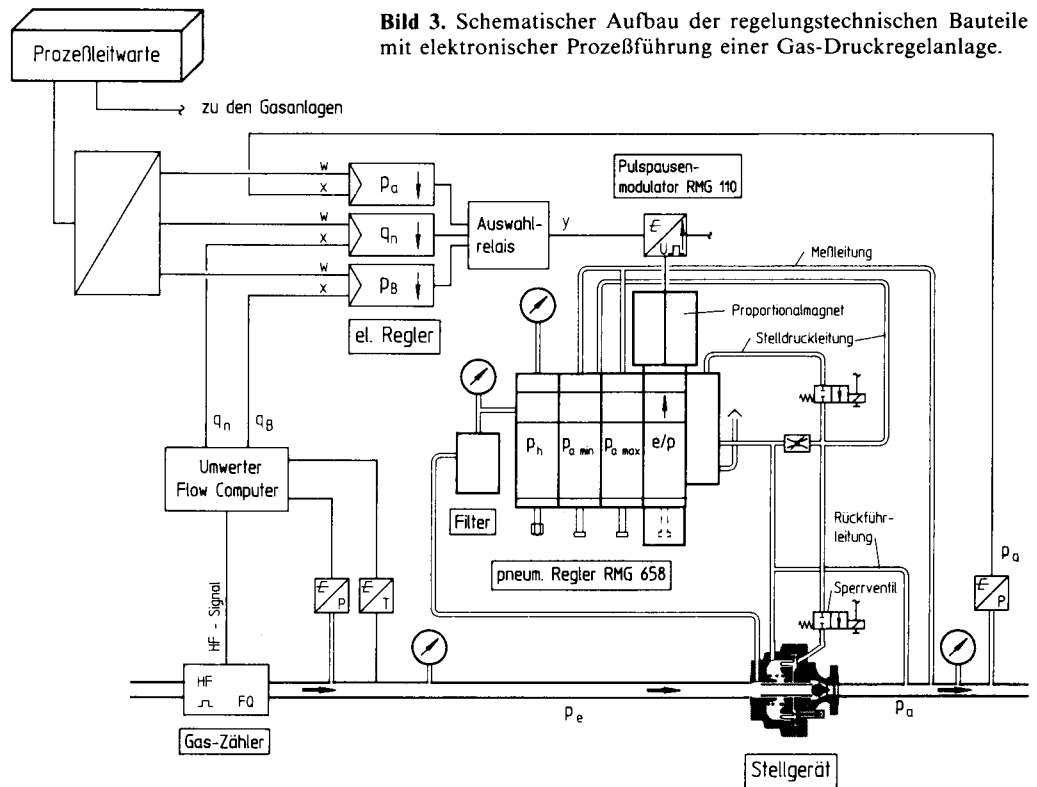 Bild 3. Schematischer Aufbau der regelungstechnischen Bauteile
mit elektronischer Prozeßführung einer Gas-Druckregelanlage.
Prozeßleitwarte
zu den Gasanlagen
w
x
pa
w
x
qn
w
x
pB
el. Regler
Auswahl-
relais
y
Pulspausen-
modulator RMG 110
E
U
Meßleitung
Proportionalmagnet
Stelldruckleitung
ph
pa min
pa max
e/p
Filter
pneum. Regler RMG 658
qn
qB
Umwerter
Flow Computer
HF - Signal
E
P
E
T
Rückführ-
leitung
Sperrventil
pa
E
P
HF
FQ
Gas-Zähler
pe
pa
Stellgerät